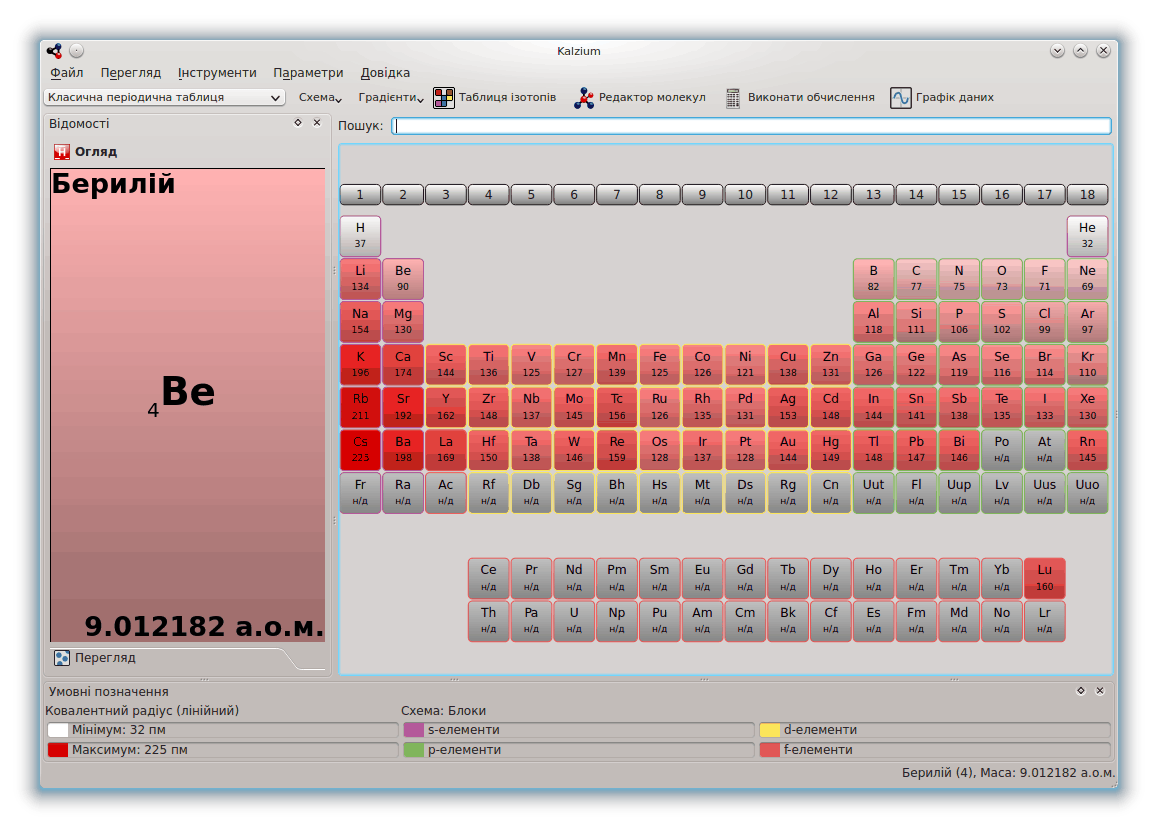 Kalzium
Файл Перегляд Інструменти Параметри Довідка
Класична періодична таблиця Схема Градієнти Таблиця ізотопів Редактор молекул Виконати обчислення Графік даних
Відомості
Пошук:
H Огляд
Берилій
4Be
9.012182 а.о.м.
Перегляд
1 2 3 4 5 6 7 8 9 10 11 12 13 14 15 16 17 18
H He
37 32
Li Be B C N O F Ne
134 90 82 77 75 73 71 69
Na Mg Al Si P S Cl Ar
154 130 118 111 106 102 99 97
K Ca Sc Ti V Cr Mn Fe Co Ni Cu Zn Ga Ge As Se Br Kr
196 174 144 136 125 127 139 125 126 121 138 131 126 122 119 116 114 110
Rb Sr Y Zr Nb Mo Tc Ru Rh Pd Ag Cd In Sn Sb Te I Xe
211 192 162 148 137 145 156 126 135 131 153 148 144 141 138 135 133 130
Cs Ba La Hf Ta W Re Os Ir Pt Au Hg Tl Pb Bi Po At Rn
225 198 169 150 138 146 159 128 137 128 144 149 148 147 146 н/д н/д 145
Fr Ra Ac Rf Db Sg Bh Hs Mt Ds Rg Cn Uut Fl Uup Lv Uus Uuo
н/д н/д н/д н/д н/д н/д н/д н/д н/д н/д н/д н/д н/д н/д н/д н/д н/д н/д
Ce Pr Nd Pm Sm Eu Gd Tb Dy Ho Er Tm Yb Lu
н/д н/д н/д н/д н/д н/д н/д н/д н/д н/д н/д н/д н/д 160
Th Pa U Np Pu Am Cm Bk Cf Es Fm Md No Lr
н/д н/д н/д н/д н/д н/д н/д н/д н/д н/д н/д н/д н/д н/д
Умовні позначення
Ковалентний радіус (лінійний) Схема: Блоки
Мінімум: 32 пм s-елементи d-елементи
Максимум: 225 пм p-елементи f-елементи
Берилій (4), Маса: 9.012182 а.о.м.